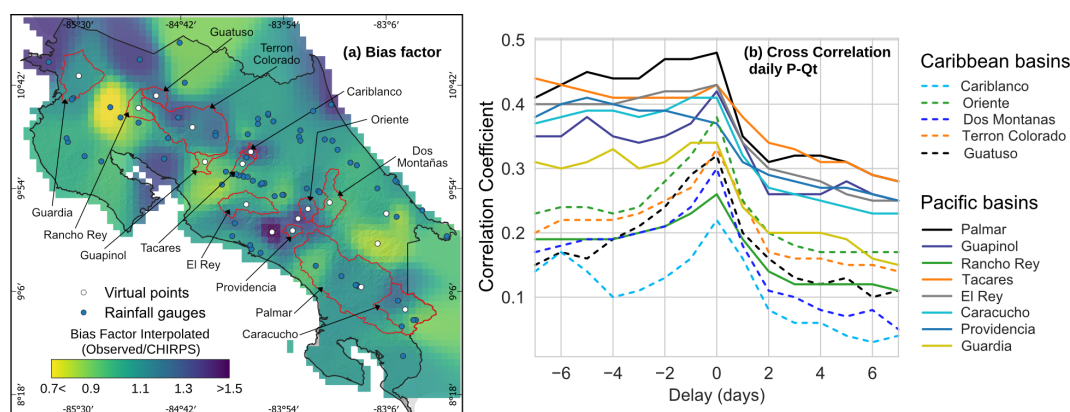 -85°30′ -84°42′ -83°54′ -83°6′
Guatuso
(a) Bias factor
Terron
Colorado
Cariblanco
Oriente
Dos
Montañas
10°42′
9°54′
9°6′
8°18′
10°42′
9°54′
9°6′
8°18′
Guardia
Rancho Rey
Guapinol
Tacares
El Rey
Providencia
Palmar
Caracucho
Virtual points
Rainfall gauges
Bias Factor Interpolated
(Observed/CHIRPS)
0.7< 0.9 1.1 1.3 >1.5
-85°30′ -84°42′ -83°54′ -83°6′
(b) Cross Correlation
daily P-Qt
Correlation Coefficient
0.5
0.4
0.3
0.2
0.1
−6 −4 −2 0 2 4 6
Delay (days)
Caribbean basins
Cariblanco
Oriente
Dos Montanas
Terron Colorado
Guatuso
Pacific basins
Palmar
Guapinol
Rancho Rey
Tacares
El Rey
Caracucho
Providencia
Guardia